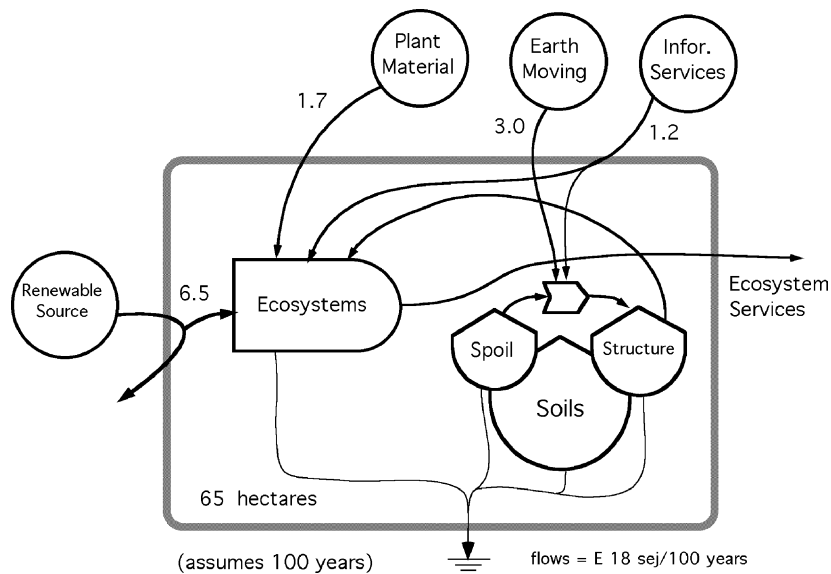 Plant
Material
Earth
Moving
Infor.
Services
1.7
3.0
1.2
Renewable
Source
6.5
Ecosystems
Ecosystem
Services
Spoil
Structure
Soils
65 hectares
(assumes 100 years)
flows = E 18 sej/100 years